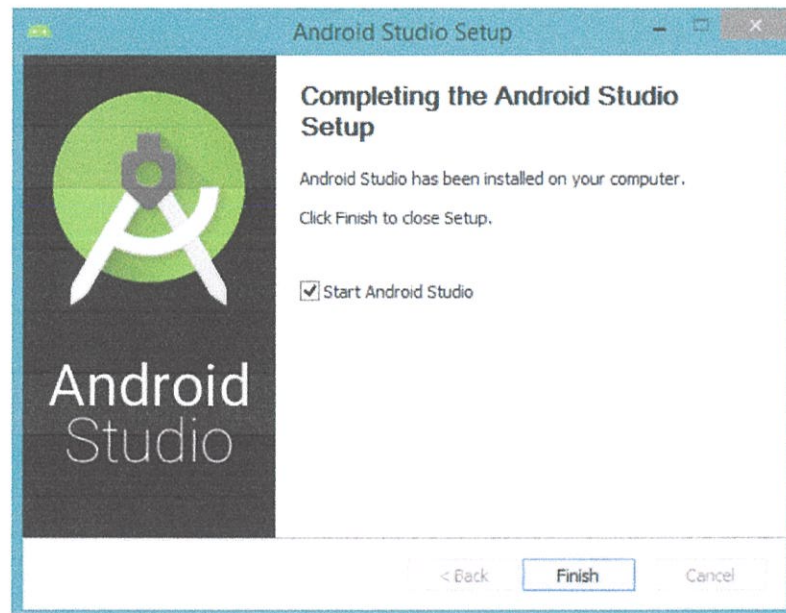 Android Studio Setup
Completing the Android Studio
Setup
Android Studio has been installed on your computer.
Click Finish to close Setup.
Start Android Studio
Android
Studio
< Back
Finish
Cancel